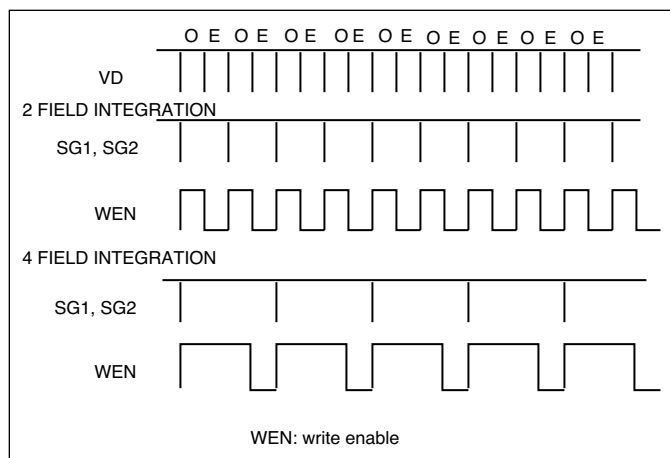 O E O E O E O E O E O E O E O E O E
VD
2 FIELD INTEGRATION
SG1, SG2
WEN
4 FIELD INTEGRATION
SG1, SG2
WEN
WEN: write enable